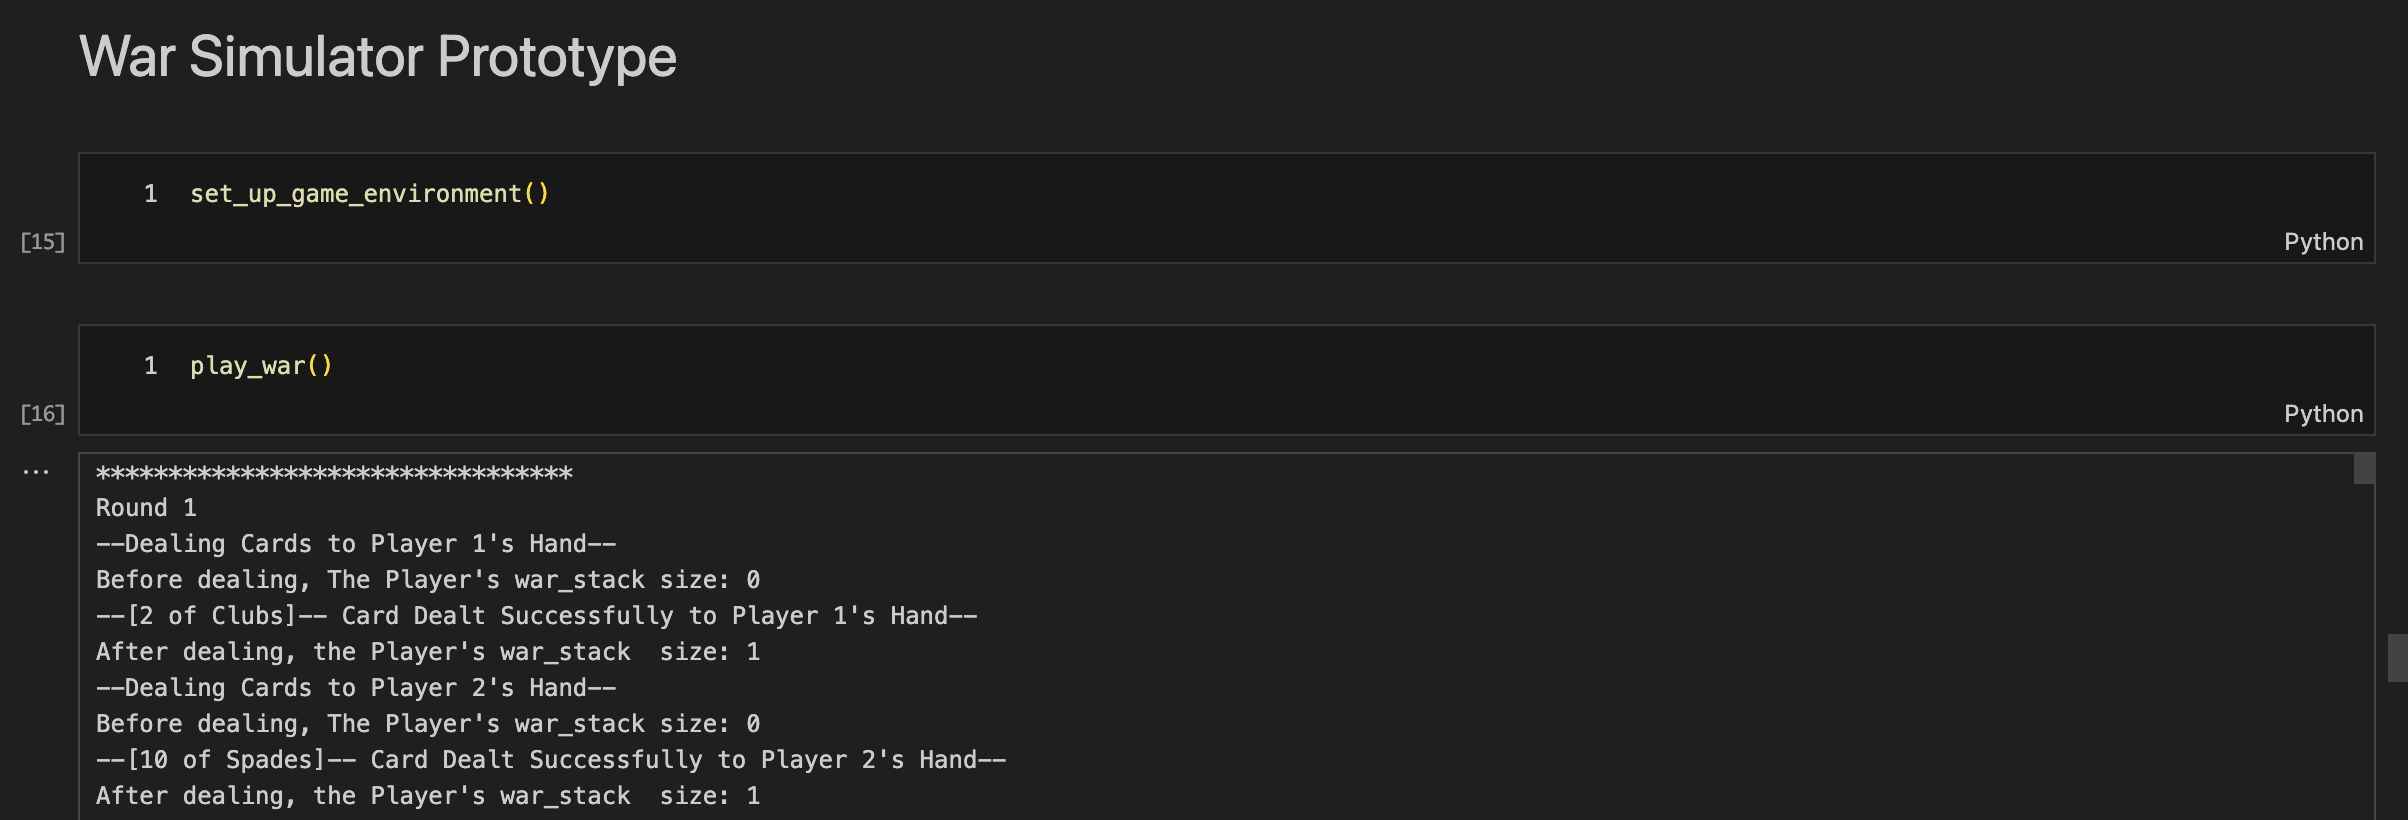 War Simulator Prototype
1 set_up_game_environment()
[15]
Python
1 play_war()
[16]
Python
...
*********************************
Round 1
--Dealing Cards to Player 1's Hand--
Before dealing, The Player's war_stack size: 0
--[2 of Clubs]-- Card Dealt Successfully to Player 1's Hand--
After dealing, the Player's war_stack  size: 1
--Dealing Cards to Player 2's Hand--
Before dealing, The Player's war_stack size: 0
--[10 of Spades]-- Card Dealt Successfully to Player 2's Hand--
After dealing, the Player's war_stack  size: 1